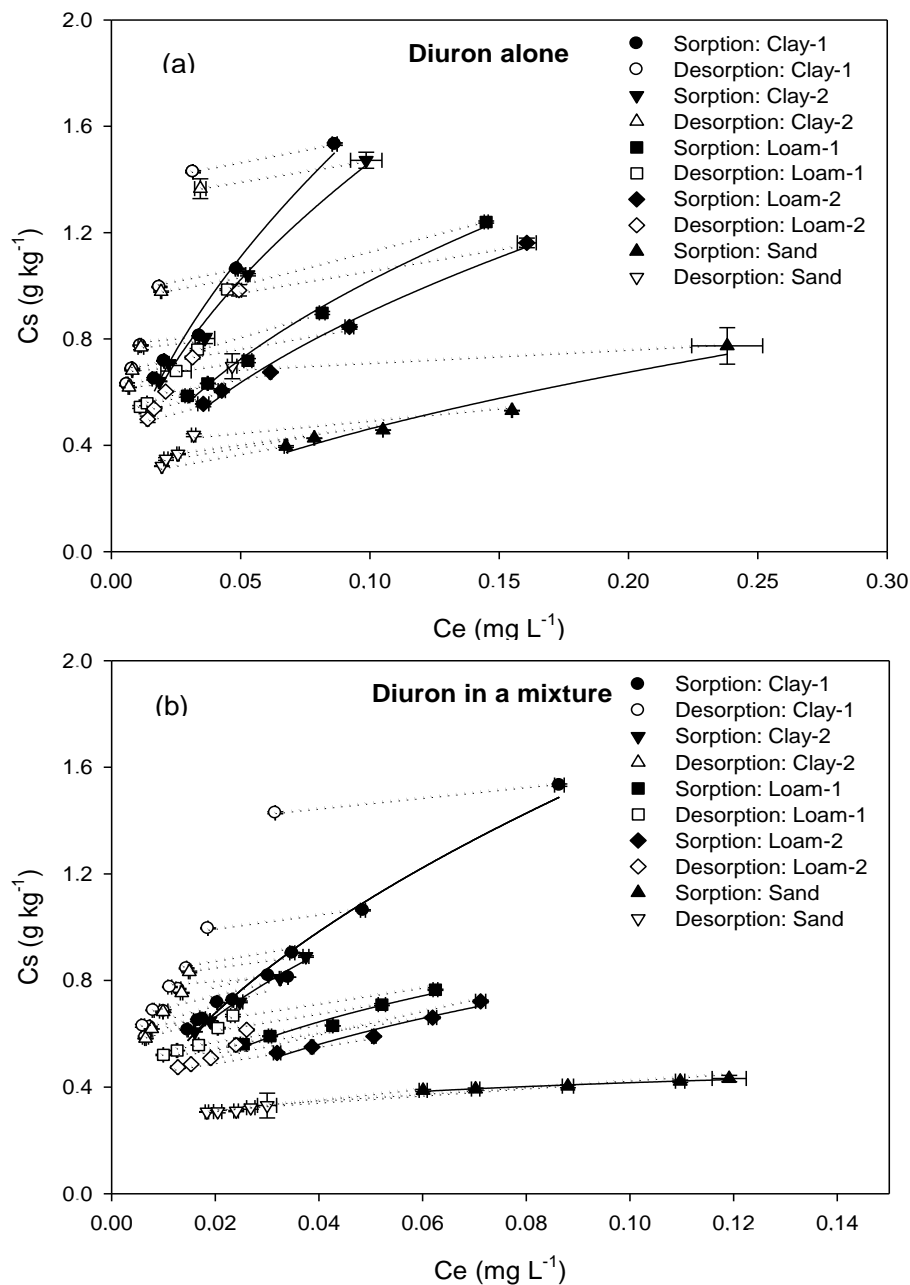 2.0
(a)
Diuron alone
Sorption: Clay-1
Desorption: Clay-1
Sorption: Clay-2
Desorption: Clay-2
Sorption: Loam-1
Desorption: Loam-1
Sorption: Loam-2
Desorption: Loam-2
Sorption: Sand
Desorption: Sand
1.6
1.2
0.8
0.4
0.0
Cs (g kg⁻¹)
0.00 0.05 0.10 0.15 0.20 0.25 0.30
Ce (mg L⁻¹)
2.0
(b)
Diuron in a mixture
Sorption: Clay-1
Desorption: Clay-1
Sorption: Clay-2
Desorption: Clay-2
Sorption: Loam-1
Desorption: Loam-1
Sorption: Loam-2
Desorption: Loam-2
Sorption: Sand
Desorption: Sand
1.6
1.2
0.8
0.4
0.0
Cs (g kg⁻¹)
0.00 0.02 0.04 0.06 0.08 0.10 0.12 0.14
Ce (mg L⁻¹)